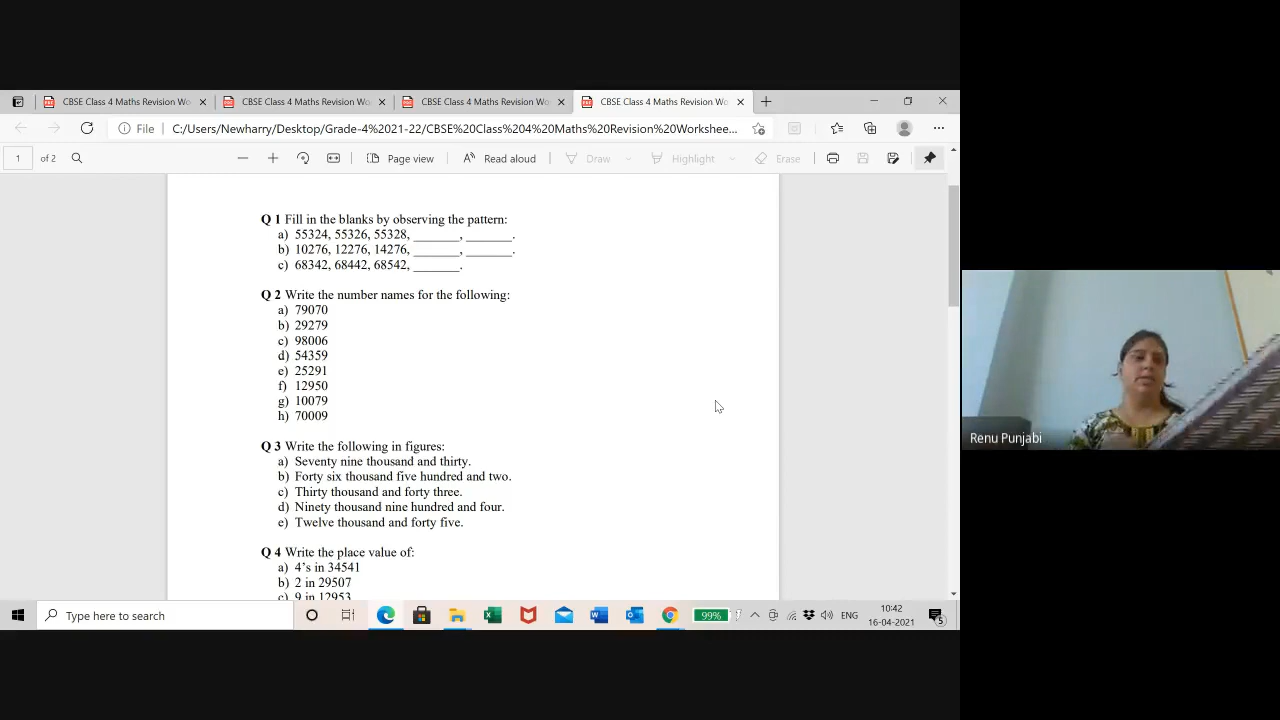 CBSE Class 4 Maths Revision Wo
CBSE Class 4 Maths Revision Wo
CBSE Class 4 Maths Revision Wo
CBSE Class 4 Maths Revision Wo
File C:/Users/Newharry/Desktop/Grade-4%2021-22/CBSE%20Class%204%20Maths%20Revision%20Workshee...
1 of 2 Page view Read aloud Draw Highlight Erase
Q 1 Fill in the blanks by observing the pattern:
a) 55324, 55326, 55328, _______, _______.
b) 10276, 12276, 14276, _______, _______.
c) 68342, 68442, 68542, _______.
Q 2 Write the number names for the following:
a) 79070
b) 29279
c) 98006
d) 54359
e) 25291
f) 12950
g) 10079
h) 70009
Q 3 Write the following in figures:
a) Seventy nine thousand and thirty.
b) Forty six thousand five hundred and two.
c) Thirty thousand and forty three.
d) Ninety thousand nine hundred and four.
e) Twelve thousand and forty five.
Q 4 Write the place value of:
a) 4's in 34541
b) 2 in 29507
c) 9 in 12953
Renu Punjabi
Type here to search
99% ENG 10:42
16-04-2021
5